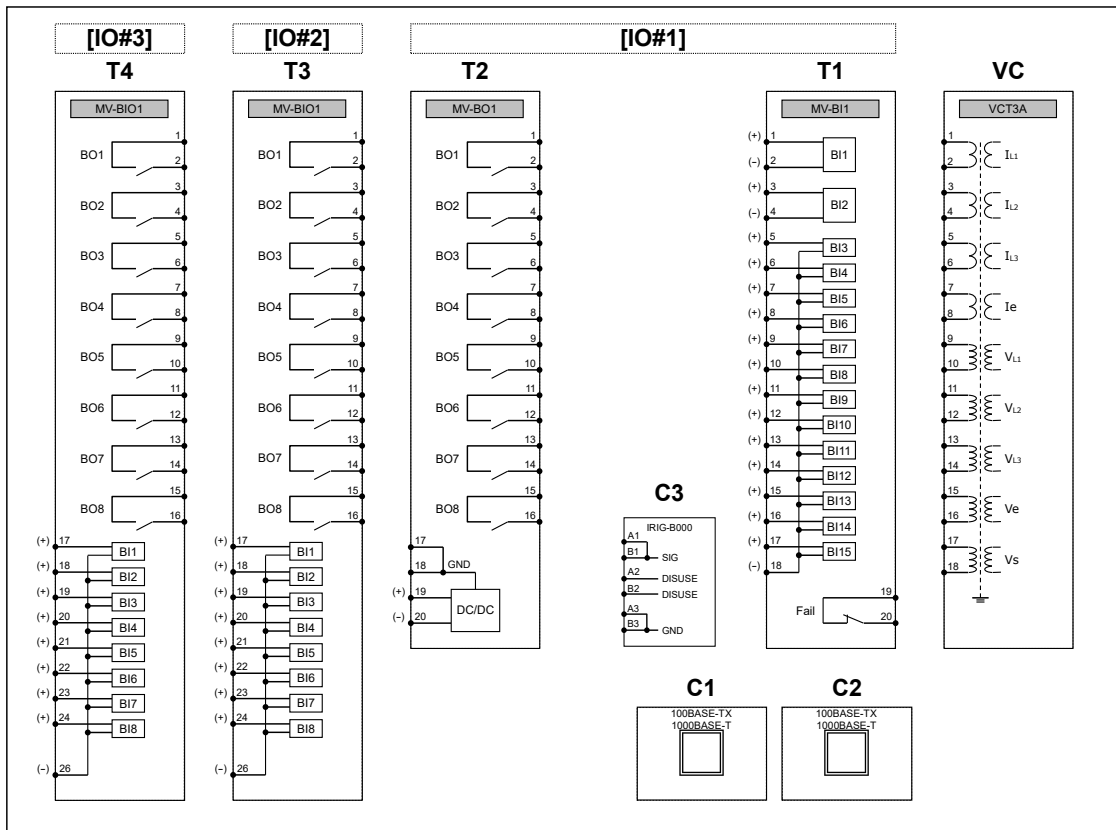 [IO#3]
[IO#2]
[IO#1]
T4
T3
T2
T1
VC
MV-BIO1
BO1
1
2
BO2
3
4
BO3
5
6
BO4
7
8
BO5
9
10
BO6
11
12
BO7
13
14
BO8
15
16
(+) 17 BI1
(+) 18 BI2
(+) 19 BI3
(+) 20 BI4
(+) 21 BI5
(+) 22 BI6
(+) 23 BI7
(+) 24 BI8
(−) 26
MV-BIO1
BO1
1
2
BO2
3
4
BO3
5
6
BO4
7
8
BO5
9
10
BO6
11
12
BO7
13
14
BO8
15
16
(+) 17 BI1
(+) 18 BI2
(+) 19 BI3
(+) 20 BI4
(+) 21 BI5
(+) 22 BI6
(+) 23 BI7
(+) 24 BI8
(−) 26
MV-BO1
BO1
1
2
BO2
3
4
BO3
5
6
BO4
7
8
BO5
9
10
BO6
11
12
BO7
13
14
BO8
15
16
17
18 GND
(+) 19
DC/DC
(−) 20
C3
IRIG-B000
A1
B1 SIG
A2 DISUSE
B2 DISUSE
A3
B3 GND
MV-BI1
(+) 1
BI1
(−) 2
(+) 3
BI2
(−) 4
(+) 5 BI3
(+) 6 BI4
(+) 7 BI5
(+) 8 BI6
(+) 9 BI7
(+) 10 BI8
(+) 11 BI9
(+) 12 BI10
(+) 13 BI11
(+) 14 BI12
(+) 15 BI13
(+) 16 BI14
(+) 17 BI15
(−) 18
19
Fail
20
VCT3A
1
IL1
2
3
IL2
4
5
IL3
6
7
Ie
8
9
VL1
10
11
VL2
12
13
VL3
14
15
Ve
16
17
Vs
18
C1
100BASE-TX
1000BASE-T
C2
100BASE-TX
1000BASE-T